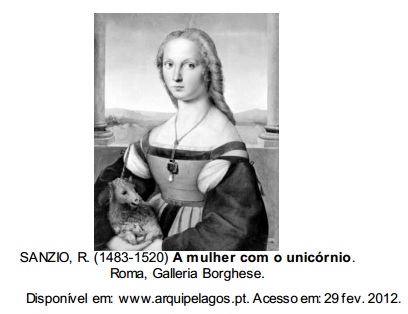 SANZIO, R. (1483-1520) A mulher com o unicórnio.
Roma, Galleria Borghese.
Disponível em: www.arquipelagos.pt. Acesso em: 29 fev. 2012.